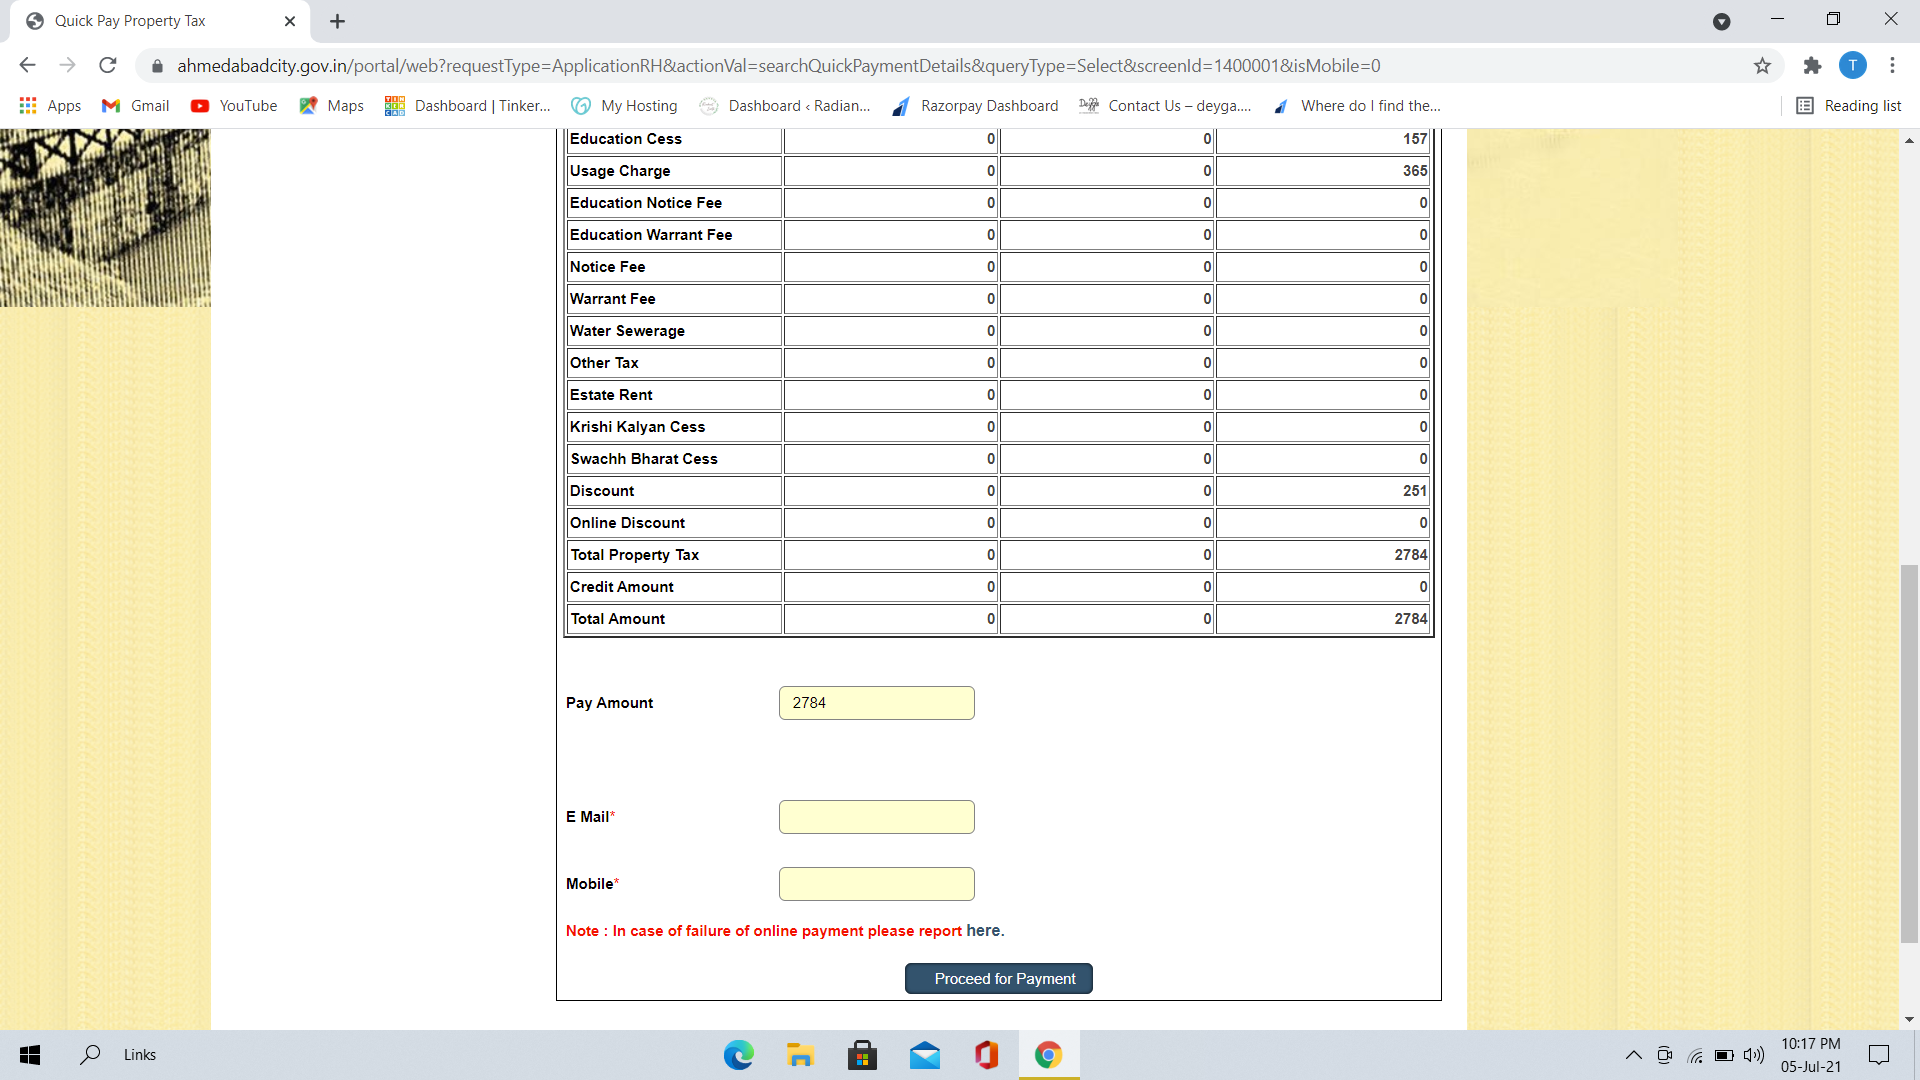 Quick Pay Property Tax
ahmedabadcity.gov.in/portal/web?requestType=ApplicationRH&actionVal=searchQuickPaymentDetails&queryType=Select&screenId=1400001&isMobile=0
T
Apps Gmail YouTube Maps Dashboard | Tinker... My Hosting Dashboard ‹ Radian... Razorpay Dashboard Contact Us – deyga.... Where do I find the... Reading list
Education Cess 0 0 157
Usage Charge 0 0 365
Education Notice Fee 0 0 0
Education Warrant Fee 0 0 0
Notice Fee 0 0 0
Warrant Fee 0 0 0
Water Sewerage 0 0 0
Other Tax 0 0 0
Estate Rent 0 0 0
Krishi Kalyan Cess 0 0 0
Swachh Bharat Cess 0 0 0
Discount 0 0 251
Online Discount 0 0 0
Total Property Tax 0 0 2784
Credit Amount 0 0 0
Total Amount 0 0 2784
Pay Amount 2784
E Mail*
Mobile*
Note : In case of failure of online payment please report here.
Proceed for Payment
Links
10:17 PM
05-Jul-21